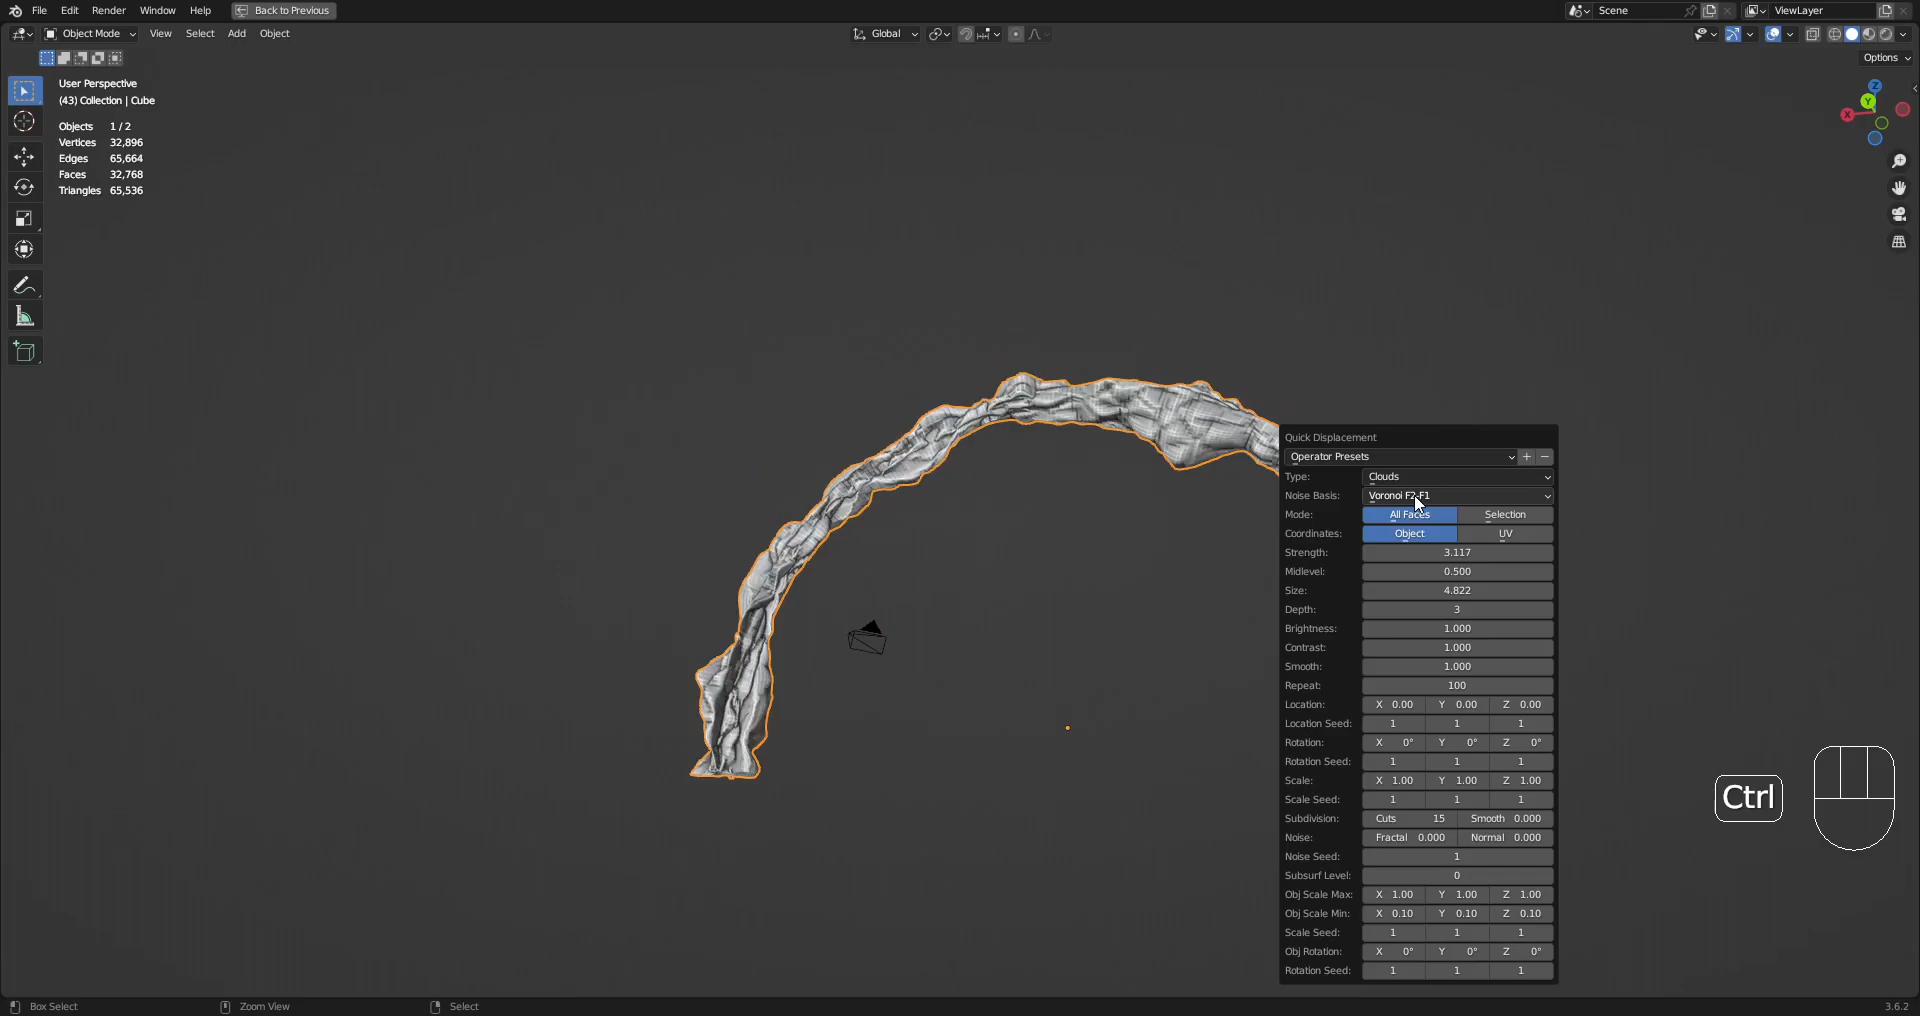 File Edit Render Window Help Back to Previous Scene ViewLayer
Object Mode View Select Add Object Global
Options
User Perspective
(43) Collection | Cube
Objects 1 / 2
Vertices 32,896
Edges 65,664
Faces 32,768
Triangles 65,536
Z
Y
X
Quick Displacement
Operator Presets
Type: Clouds
Noise Basis: Voronoi F2-F1
Mode: All Faces Selection
Coordinates: Object UV
Strength: 3.117
Midlevel: 0.500
Size: 4.822
Depth: 3
Brightness: 1.000
Contrast: 1.000
Smooth: 1.000
Repeat: 100
Location: X 0.00 Y 0.00 Z 0.00
Location Seed: 1 1 1
Rotation: X 0° Y 0° Z 0°
Rotation Seed: 1 1 1
Scale: X 1.00 Y 1.00 Z 1.00
Scale Seed: 1 1 1
Subdivision: Cuts 15 Smooth 0.000
Noise: Fractal 0.000 Normal 0.000
Noise Seed: 1
Subsurf Level: 0
Obj Scale Max: X 1.00 Y 1.00 Z 1.00
Obj Scale Min: X 0.10 Y 0.10 Z 0.10
Scale Seed: 1 1 1
Obj Rotation: X 0° Y 0° Z 0°
Rotation Seed: 1 1 1
Ctrl
Box Select Zoom View Select 3.6.2